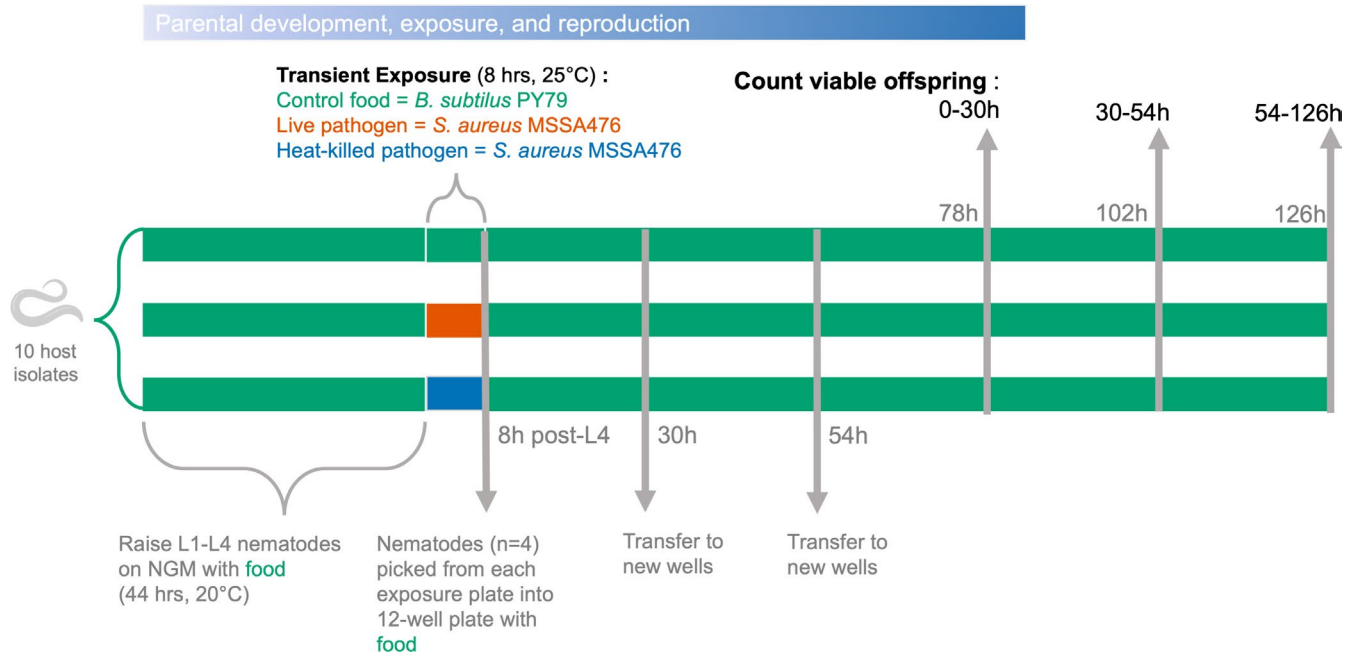 Parental development, exposure, and reproduction
Transient Exposure (8 hrs, 25°C) :
Control food = B. subtilus PY79
Live pathogen = S. aureus MSSA476
Heat-killed pathogen = S. aureus MSSA476
Count viable offspring :
0-30h
30-54h
54-126h
78h
102h
126h
10 host
isolates
8h post-L4
30h
54h
Raise L1-L4 nematodes
on NGM with food
(44 hrs, 20°C)
Nematodes (n=4)
picked from each
exposure plate into
12-well plate with
food
Transfer to
new wells
Transfer to
new wells